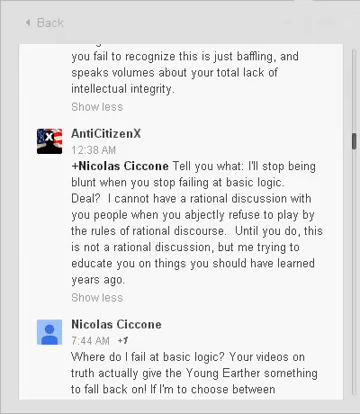 Back
you fail to recognize this is just baffling, and
speaks volumes about your total lack of
intellectual integrity.
Show less
AntiCitizenX
12:38 AM
+Nicolas Ciccone Tell you what: I'll stop being
blunt when you stop failing at basic logic.
Deal? I cannot have a rational discussion with
you people when you abjectly refuse to play by
the rules of rational discourse. Until you do, this
is not a rational discussion, but me trying to
educate you on things you should have learned
years ago.
Show less
Nicolas Ciccone
7:44 AM +1
Where do I fail at basic logic? Your videos on
truth actually give the Young Earther something
to fall back on! If I'm to choose between